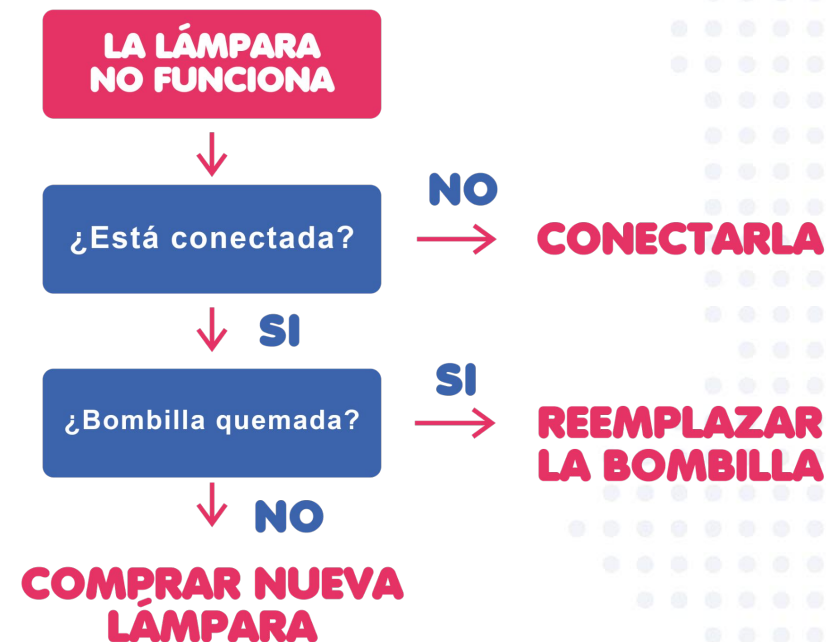 LA LÁMPARA
NO FUNCIONA
¿Está conectada?
NO
CONECTARLA
SI
¿Bombilla quemada?
SI
REEMPLAZAR
LA BOMBILLA
NO
COMPRAR NUEVA
LÁMPARA